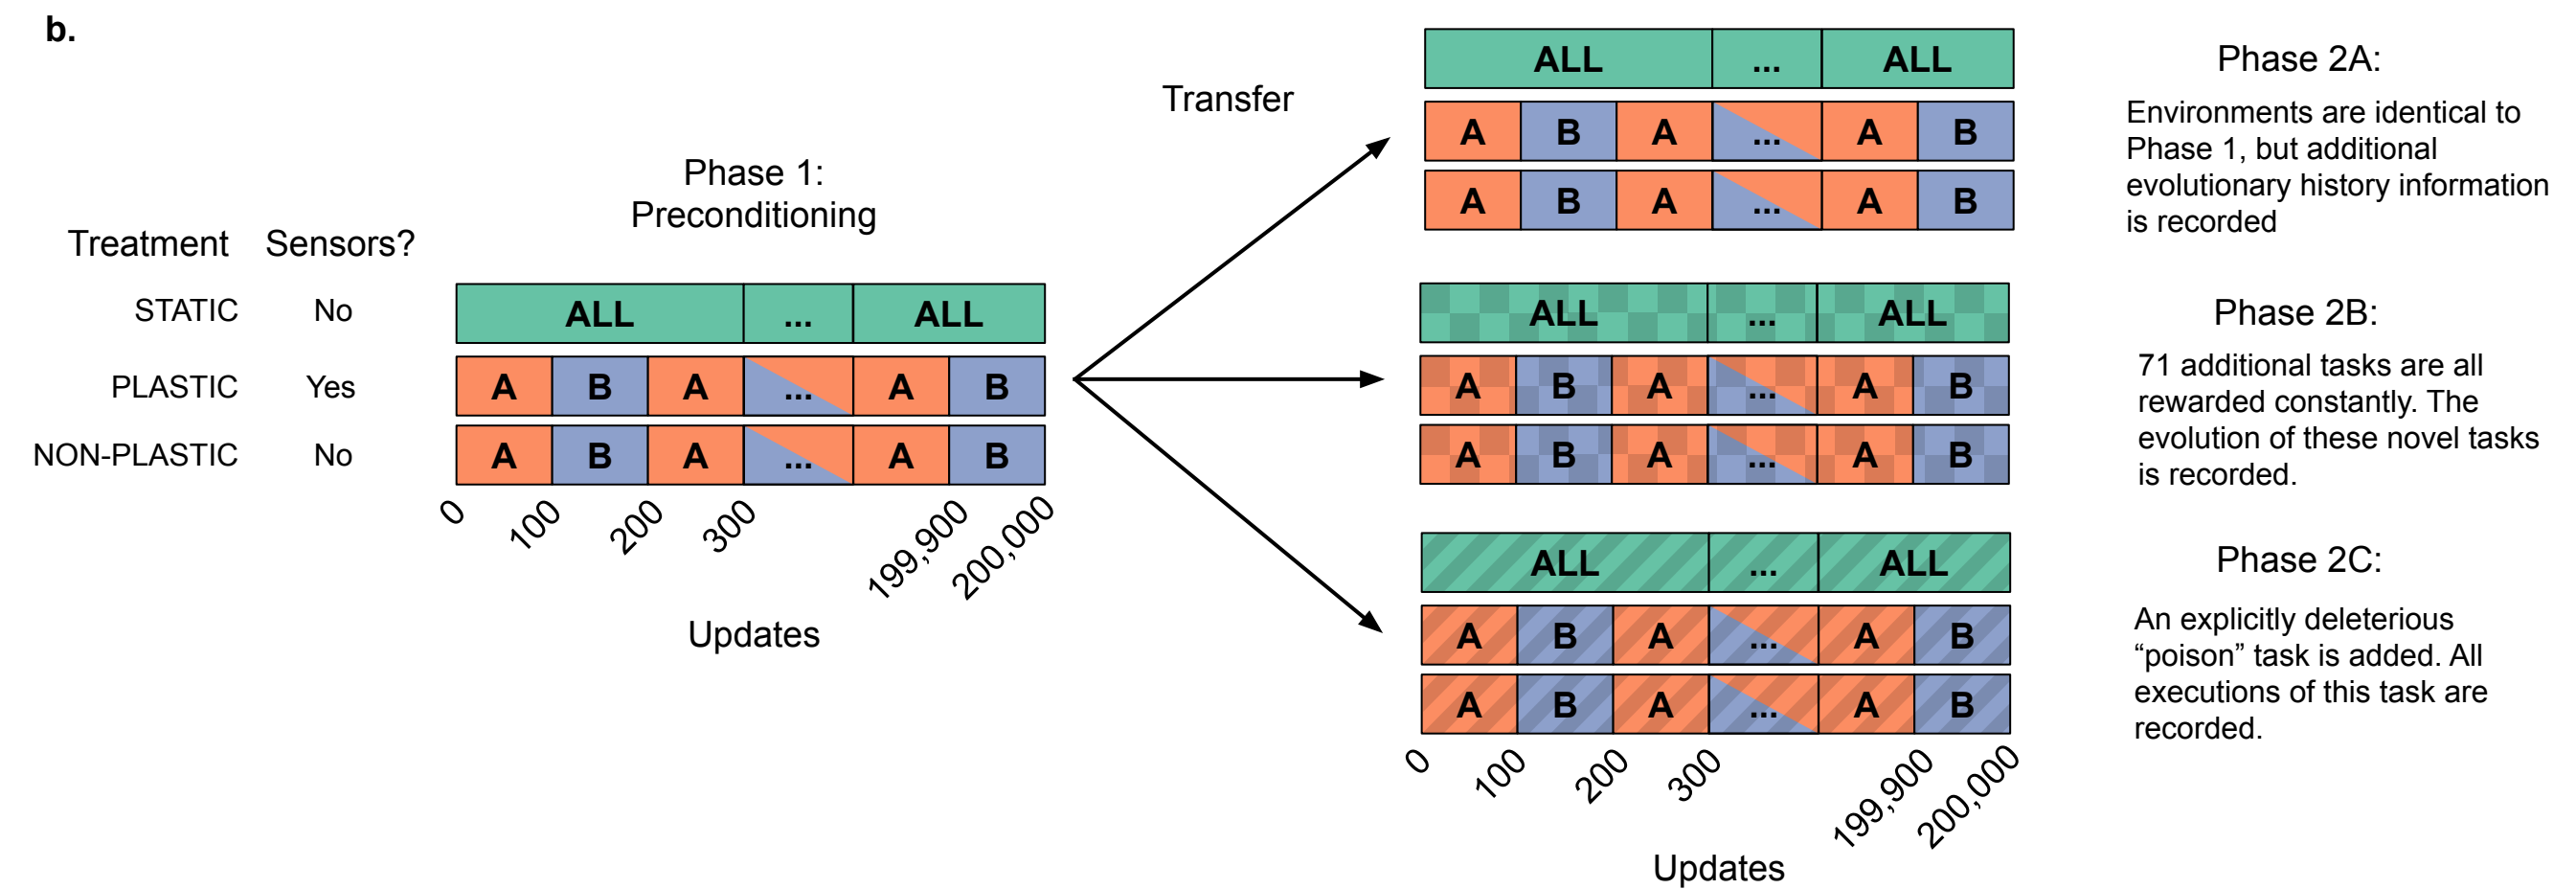 b.
Treatment Sensors?
STATIC No
PLASTIC Yes
NON-PLASTIC No
Phase 1:
Preconditioning
ALL ... ALL
A B A ... A B
A B A ... A B
0 100 200 300 199,900 200,000
Updates
Transfer
ALL ... ALL
A B A ... A B
A B A ... A B
Phase 2A:
Environments are identical to
Phase 1, but additional
evolutionary history information
is recorded
ALL ... ALL
A B A ... A B
A B A ... A B
Phase 2B:
71 additional tasks are all
rewarded constantly. The
evolution of these novel tasks
is recorded.
ALL ... ALL
A B A ... A B
A B A ... A B
Phase 2C:
An explicitly deleterious
“poison” task is added. All
executions of this task are
recorded.
0 100 200 300 199,900 200,000
Updates